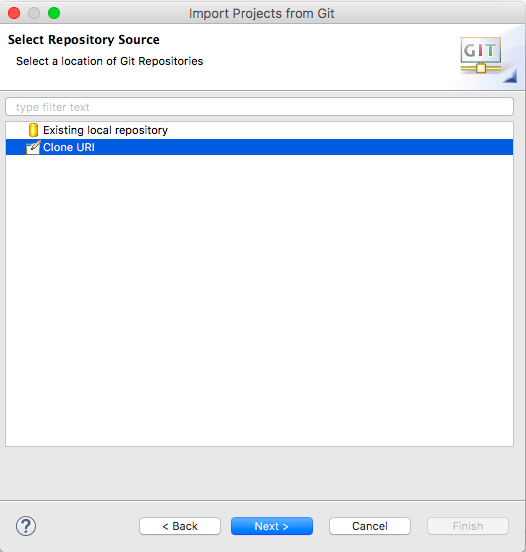 Import Projects from Git
Select Repository Source
Select a location of Git Repositories
GIT
type filter text
Existing local repository
Clone URI
?
< Back
Next >
Cancel
Finish